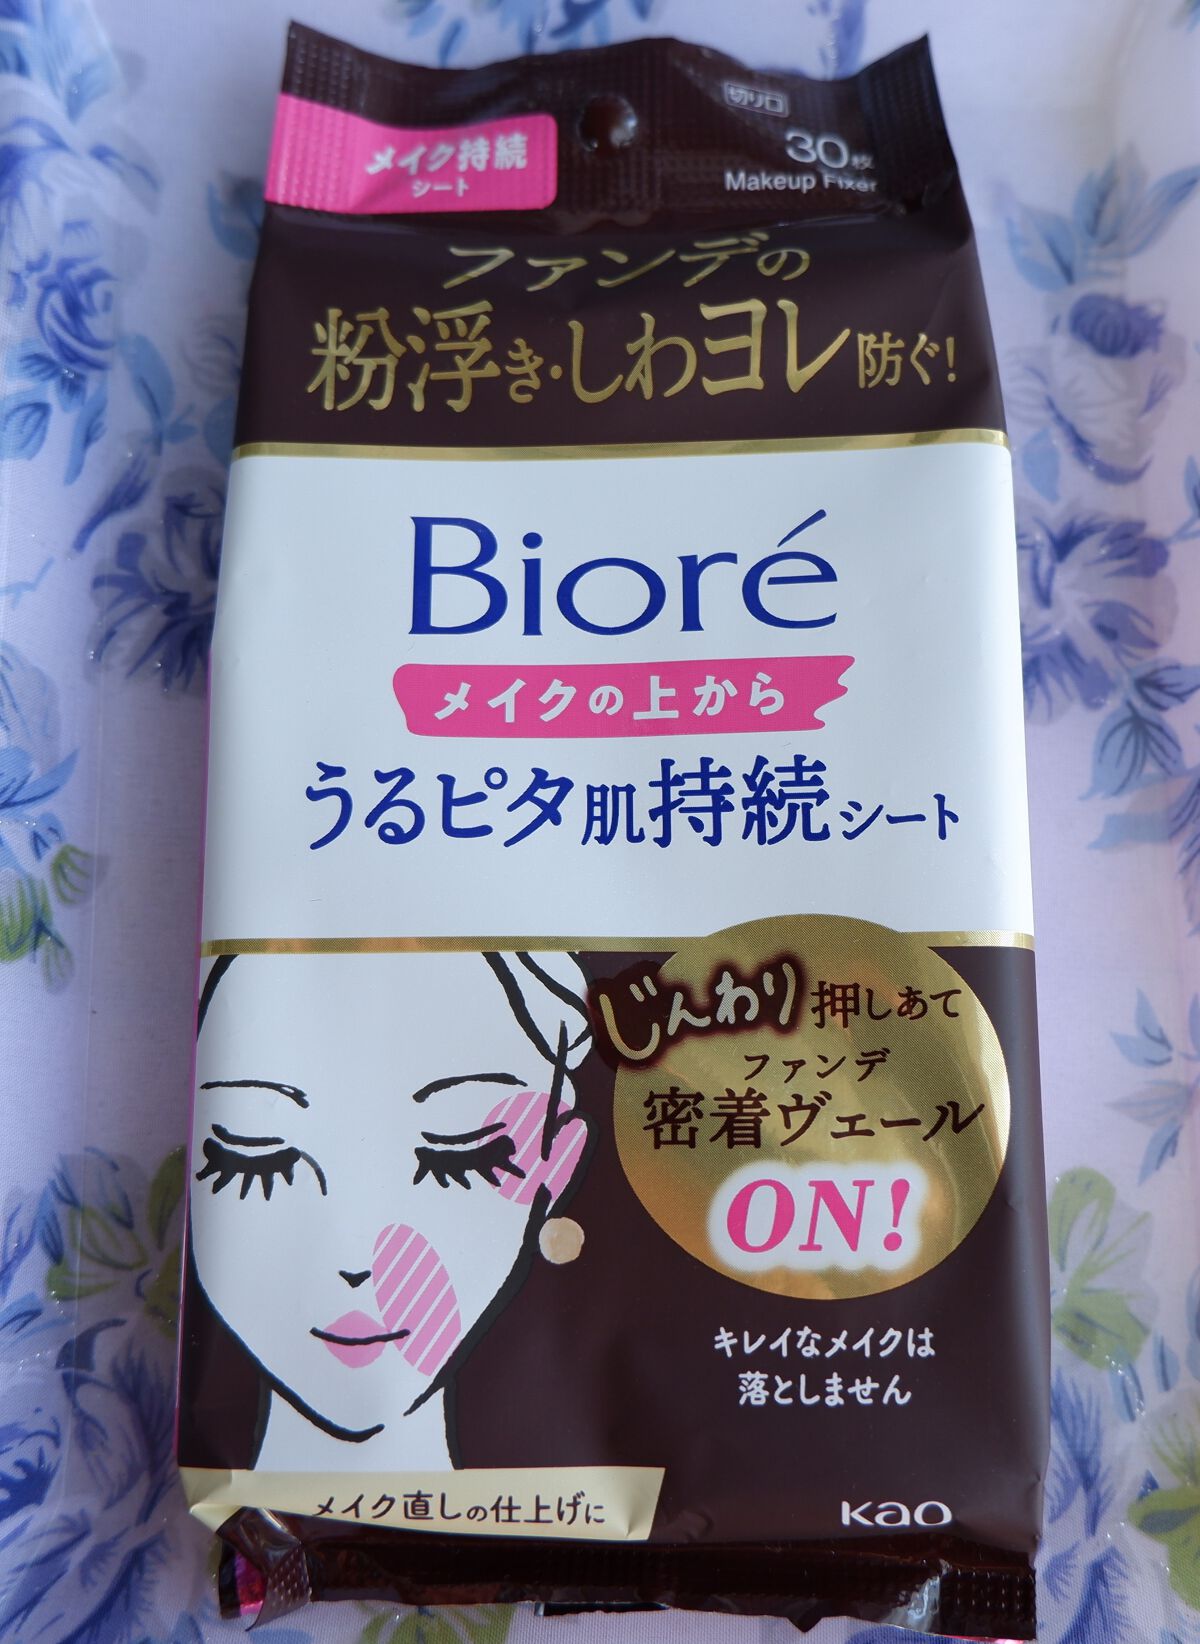 メイク持続
シート
切り口
30枚
Makeup Fixer
ファンデの
粉浮き・しわヨレ防ぐ!
Bioré
メイクの上から
うるピタ肌持続シート
じんわり押しあて
ファンデ
密着ヴェール
ON!
キレイなメイクは
落としません
メイク直しの仕上げに
Kao